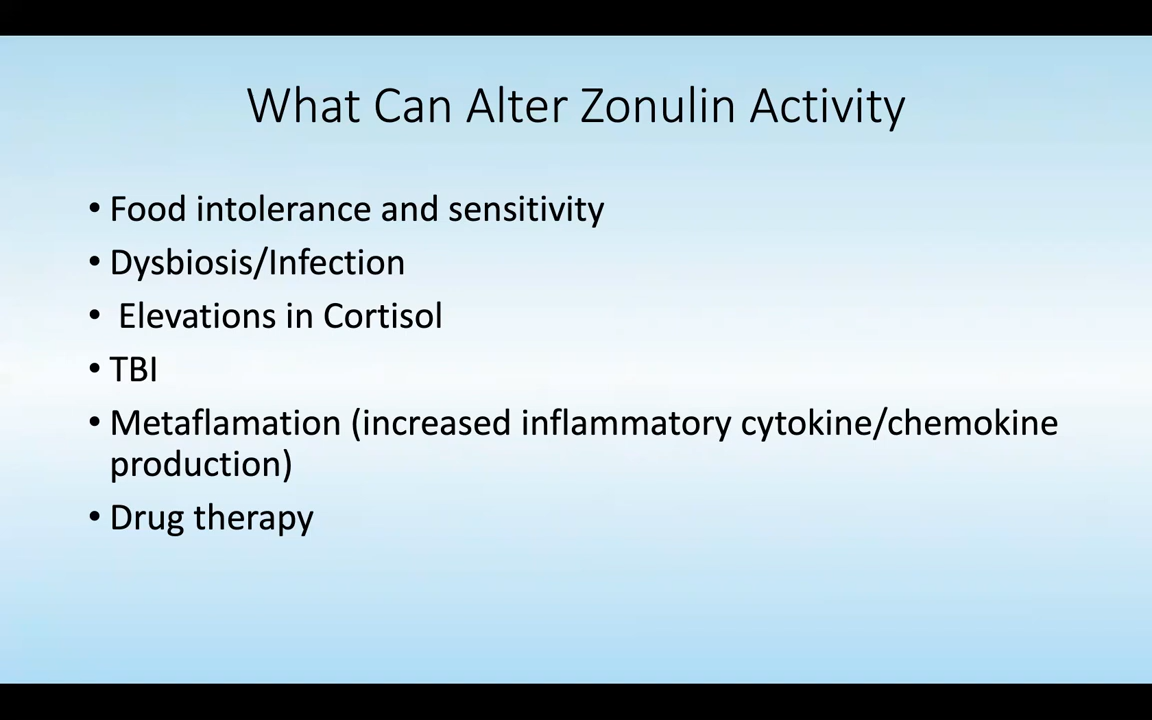 What Can Alter Zonulin Activity
• Food intolerance and sensitivity
• Dysbiosis/Infection
• Elevations in Cortisol
• TBI
• Metaflamation (increased inflammatory cytokine/chemokine
production)
• Drug therapy